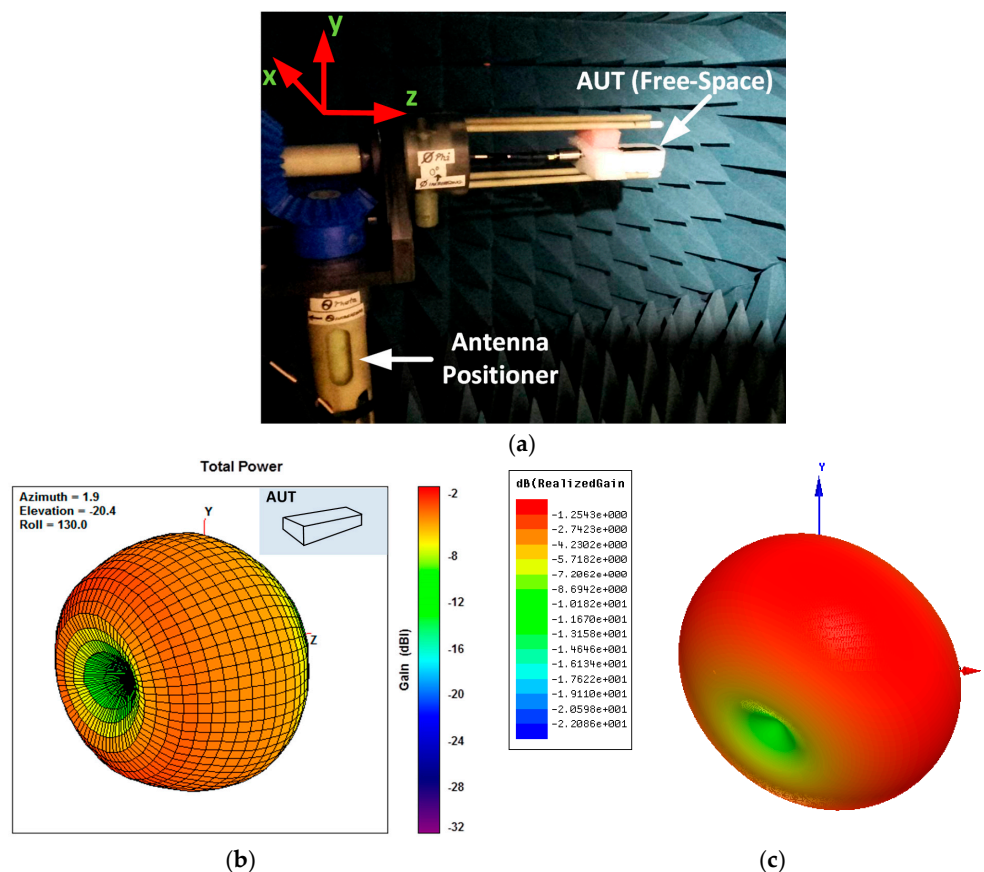 y
x
z
AUT (Free-Space)
Ø Phi
0°
Antenna
Positioner
(a)
Total Power
Azimuth = 1.9
Elevation = -20.4
Roll = 130.0
AUT
Y
Z
-2
-4
-8
-12
-16
-20
-24
-28
-32
Gain (dBI)
dB(RealizedGain
-1.2543e+000
-2.7423e+000
-4.2302e+000
-5.7182e+000
-7.2062e+000
-8.6942e+000
-1.0182e+001
-1.1670e+001
-1.3158e+001
-1.4646e+001
-1.6134e+001
-1.7622e+001
-1.9110e+001
-2.0598e+001
-2.2086e+001
Y
(b)
(c)